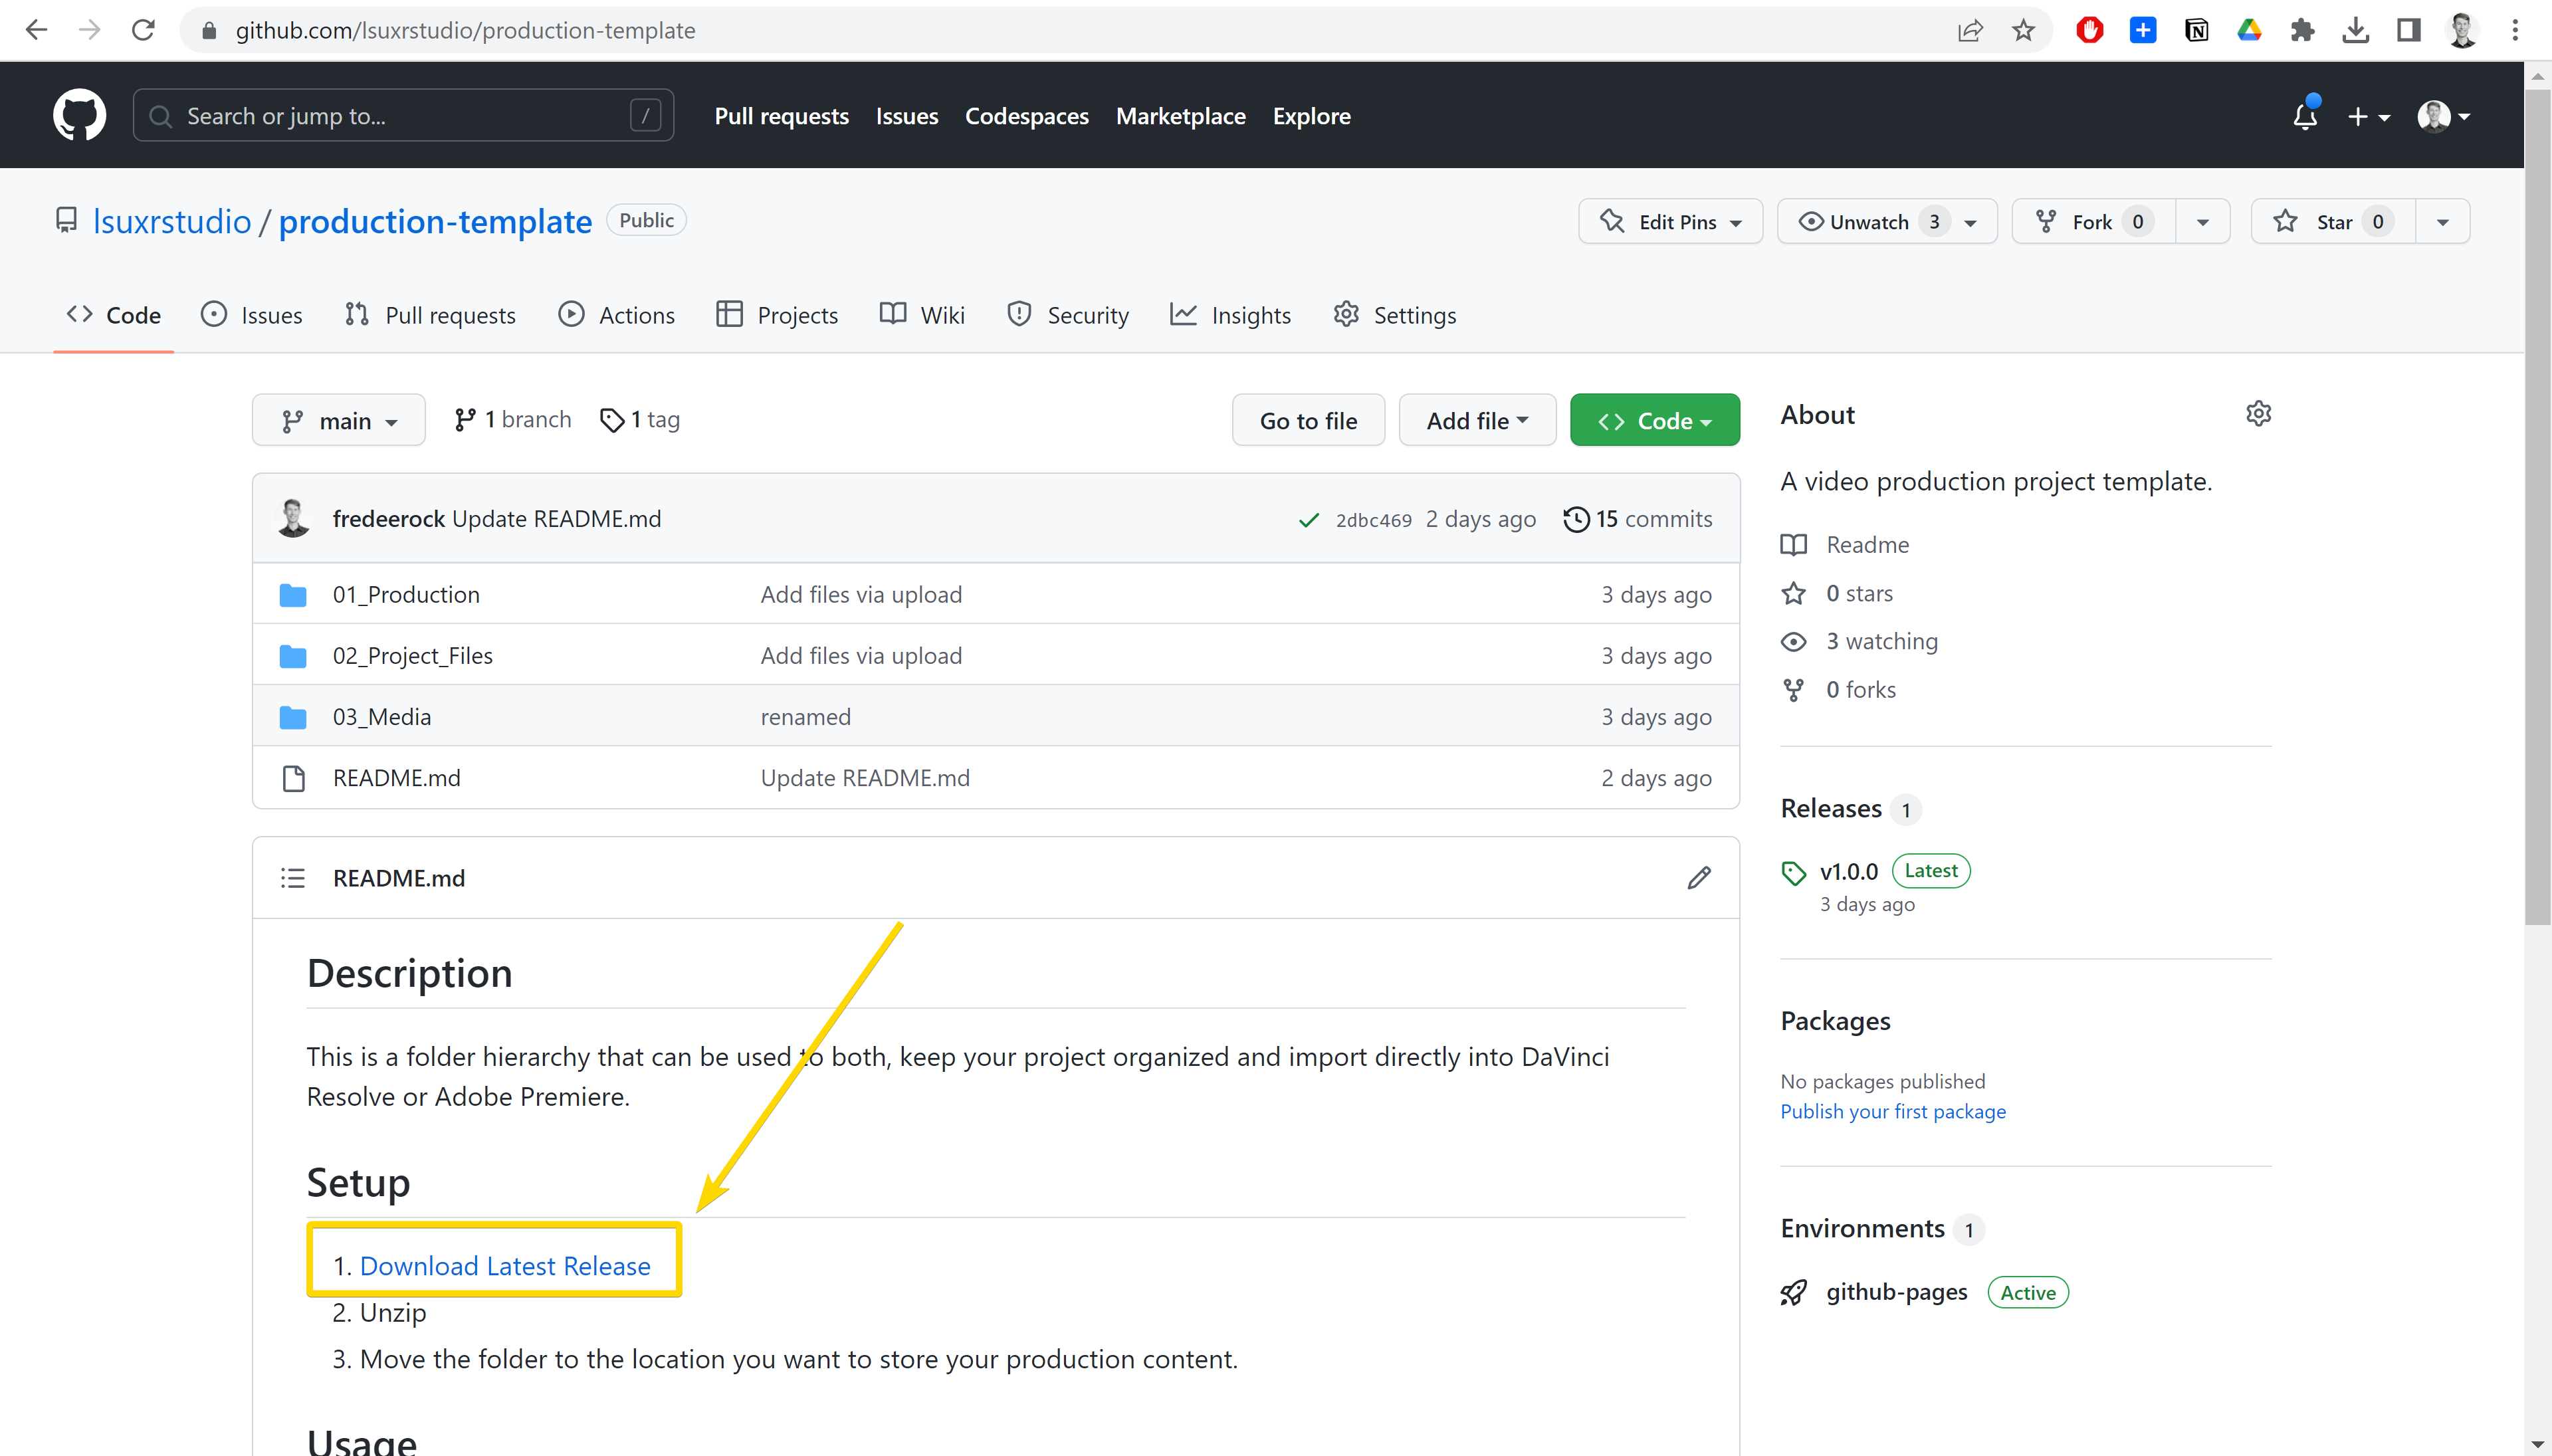 github.com/lsuxrstudio/production-template
Search or jump to...
/
Pull requests
Issues
Codespaces
Marketplace
Explore
lsuxrstudio / production-template
Public
Edit Pins
Unwatch 3
Fork 0
Star 0
Code
Issues
Pull requests
Actions
Projects
Wiki
Security
Insights
Settings
main
1 branch
1 tag
Go to file
Add file
Code
fredeerock Update README.md
2dbc469 2 days ago
15 commits
01_Production Add files via upload 3 days ago
02_Project_Files Add files via upload 3 days ago
03_Media renamed 3 days ago
README.md Update README.md 2 days ago
README.md
Description
This is a folder hierarchy that can be used to both, keep your project organized and import directly into DaVinci
Resolve or Adobe Premiere.
Setup
1. Download Latest Release
2. Unzip
3. Move the folder to the location you want to store your production content.
Usage
About
A video production project template.
Readme
0 stars
3 watching
0 forks
Releases 1
v1.0.0 Latest
3 days ago
Packages
No packages published
Publish your first package
Environments 1
github-pages Active